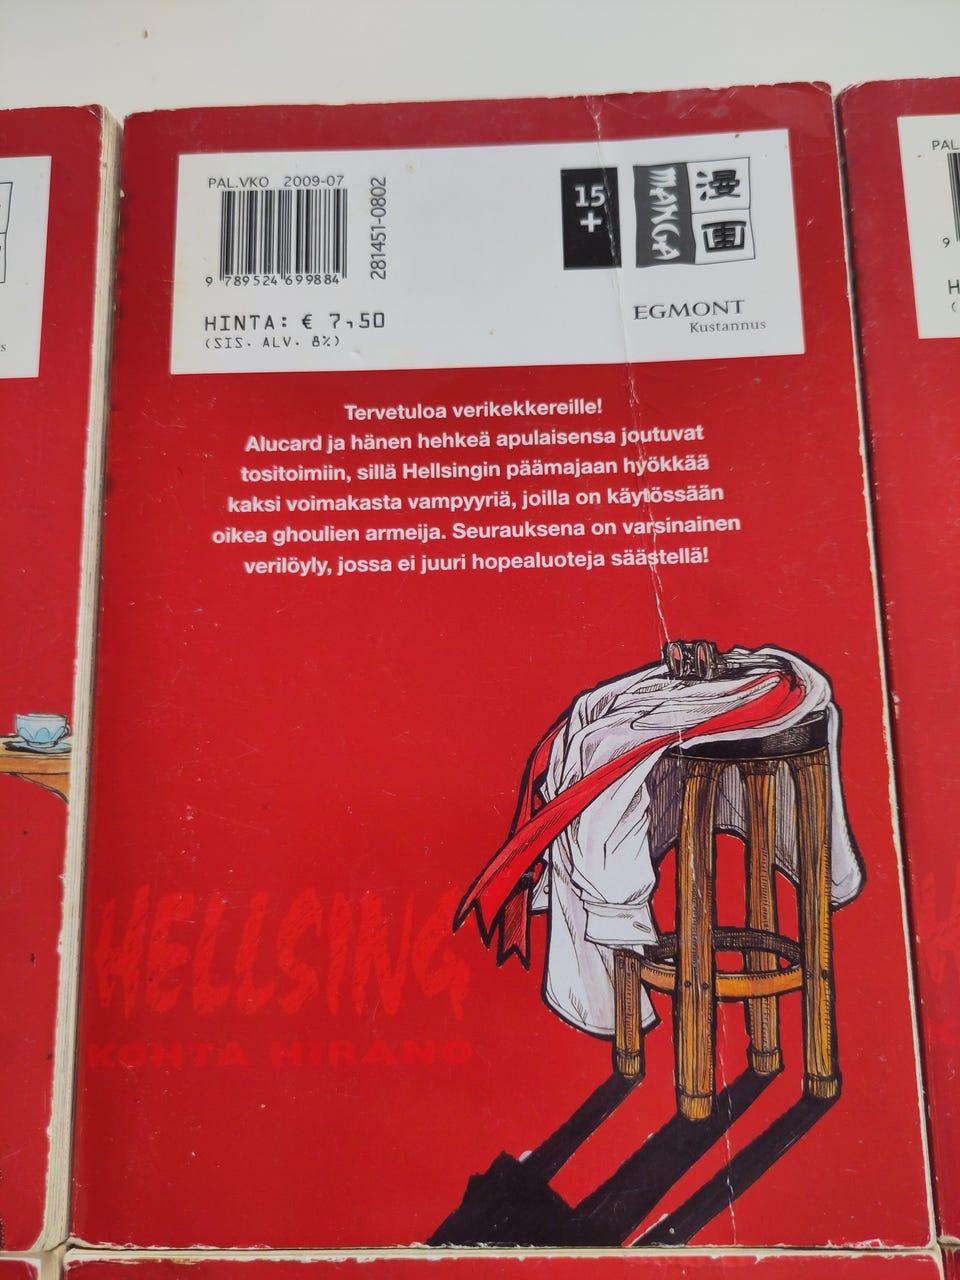 PAL.VKO 2009-07
281451-0802
9 789524 699884
HINTA: € 7,50
(SIS. ALV. 8%)
15
+
MANGA
漫
画
EGMONT
Kustannus
Tervetuloa verikekkereille!
Alucard ja hänen hehkeä apulaisensa joutuvat
tositoimiin, sillä Hellsingin päämajaan hyökkää
kaksi voimakasta vampyyriä, joilla on käytössään
oikea ghoulien armeija. Seurauksena on varsinainen
verilöyly, jossa ei juuri hopealuoteja säästellä!
HELLSING
KOHTA HIRANO
PAL.
9
H
(
s